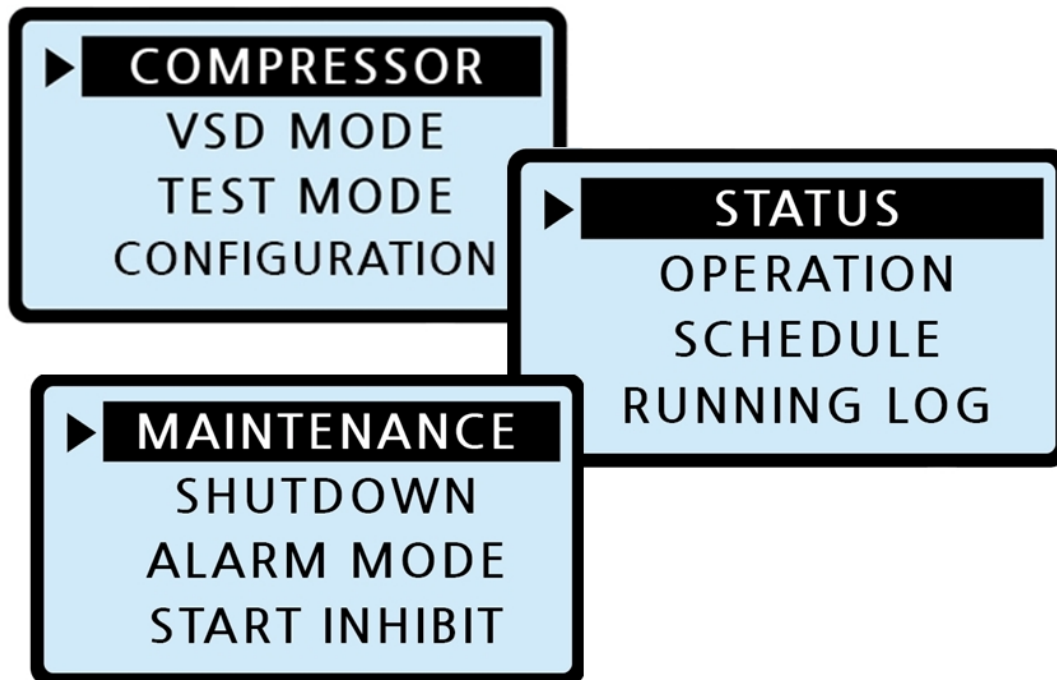 COMPRESSOR
VSD MODE
TEST MODE
CONFIGURATION
STATUS
OPERATION
SCHEDULE
RUNNING LOG
MAINTENANCE
SHUTDOWN
ALARM MODE
START INHIBIT